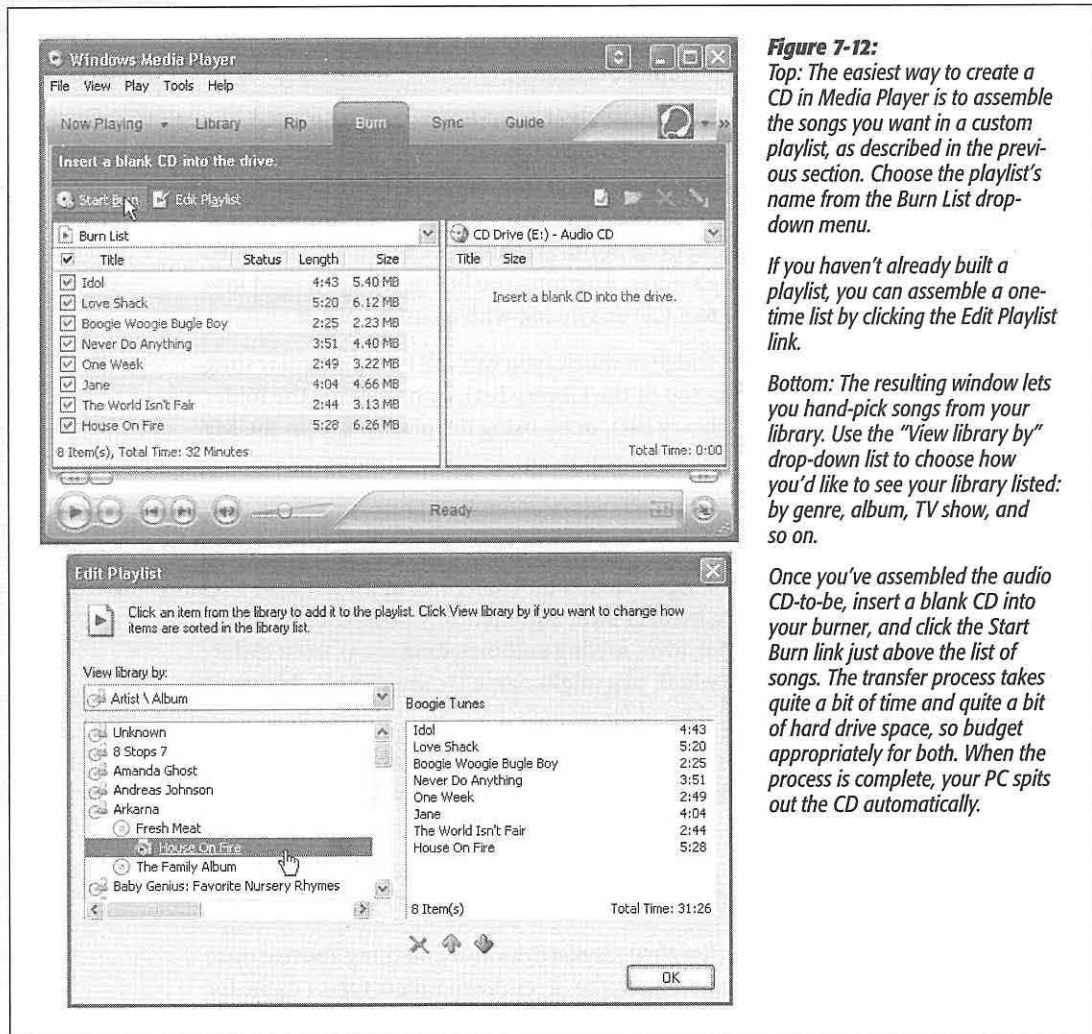 Windows Media Player
File View Play Tools Help
Now Playing Library Rip Burn Sync Guide
Insert a blank CD into the drive.
Start Burn Edit Playlist
Burn List
CD Drive (E:) - Audio CD
Title Status Length Size
Title Size
Idol 4:43 5.40 MB
Love Shack 5:20 6.12 MB
Insert a blank CD into the drive.
Boogie Woogie Bugle Boy 2:25 2.23 MB
Never Do Anything 3:51 4.40 MB
One Week 2:49 3.22 MB
Jane 4:04 4.66 MB
The World Isn't Fair 2:44 3.13 MB
House On Fire 5:28 6.26 MB
8 Item(s), Total Time: 32 Minutes
Total Time: 0:00
Ready
Edit Playlist
Click an item from the library to add it to the playlist. Click View library by if you want to change how
items are sorted in the library list.
View library by:
Artist \ Album
Unknown
8 Stops 7
Amanda Ghost
Andreas Johnson
Arkarna
Fresh Meat
House On Fire
The Family Album
Baby Genius: Favorite Nursery Rhymes
Boogie Tunes
Idol 4:43
Love Shack 5:20
Boogie Woogie Bugle Boy 2:25
Never Do Anything 3:51
One Week 2:49
Jane 4:04
The World Isn't Fair 2:44
House On Fire 5:28
8 Item(s) Total Time: 31:26
OK
Figure 7-12:
Top: The easiest way to create a
CD in Media Player is to assemble
the songs you want in a custom
playlist, as described in the previ-
ous section. Choose the playlist's
name from the Burn List drop-
down menu.
If you haven't already built a
playlist, you can assemble a one-
time list by clicking the Edit Playlist
link.
Bottom: The resulting window lets
you hand-pick songs from your
library. Use the "View library by"
drop-down list to choose how
you'd like to see your library listed:
by genre, album, TV show, and
so on.
Once you've assembled the audio
CD-to-be, insert a blank CD into
your burner, and click the Start
Burn link just above the list of
songs. The transfer process takes
quite a bit of time and quite a bit
of hard drive space, so budget
appropriately for both. When the
process is complete, your PC spits
out the CD automatically.